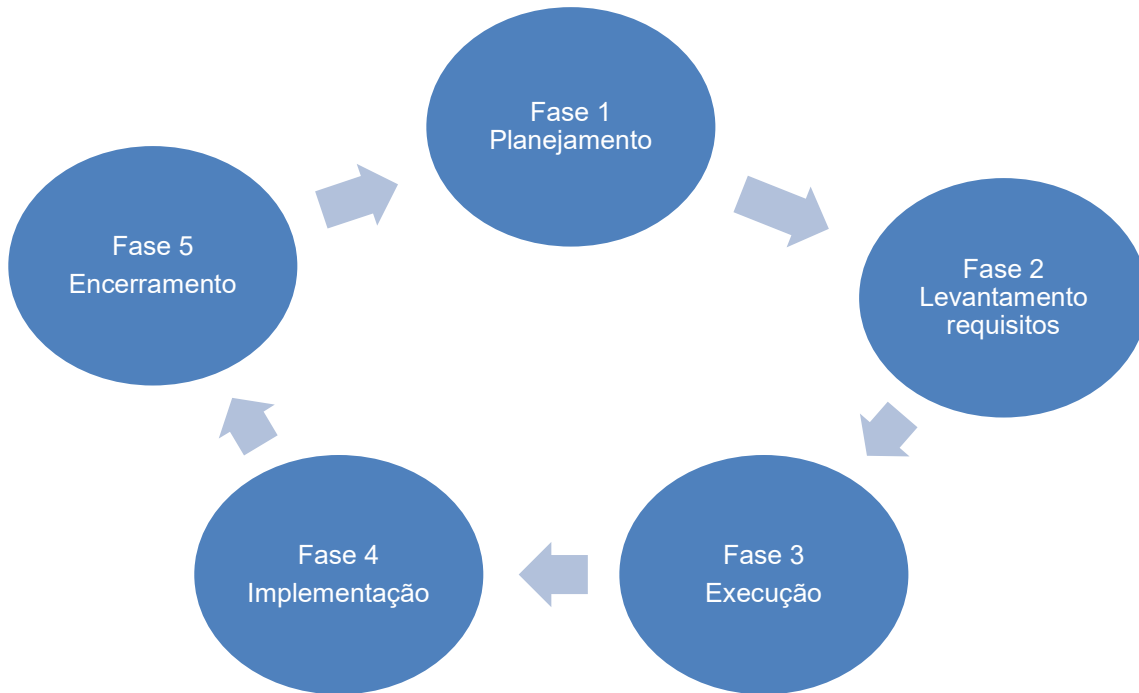 Fase 1
Planejamento
Fase 2
Levantamento
requisitos
Fase 3
Execução
Fase 4
Implementação
Fase 5
Encerramento